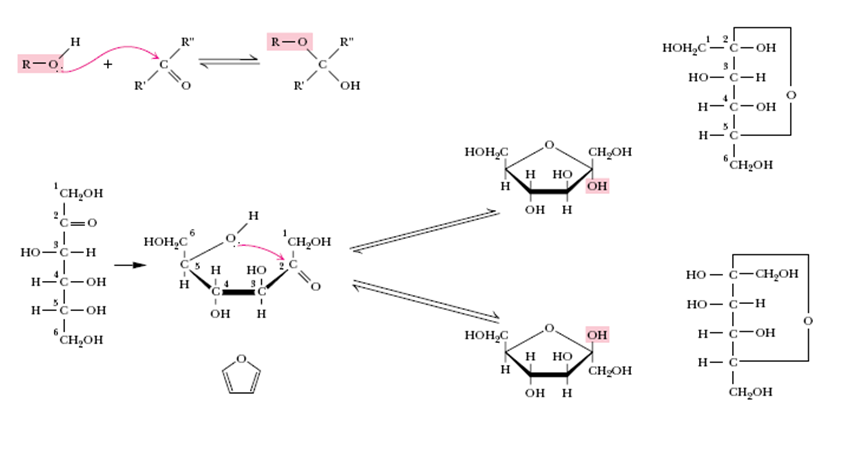 H
R—O:
+
R"
C
R'
O
R—O
R"
C
R'
OH
1
CH₂OH
2
C=O
3
HO—C—H
4
H—C—OH
5
H—C—OH
6
CH₂OH
H
6
HOH₂C
O:
1
CH₂OH
C 5
H
HO
2 C
H
C 4
3 C
O
OH
H
O
HOH₂C
O
CH₂OH
H
HO
H
OH
OH
H
HOH₂C
O
OH
H
HO
H
CH₂OH
OH
H
1 2
HOH₂C—C—OH
3
HO—C—H
O
4
H—C—OH
5
H—C
6
CH₂OH
HO—C—CH₂OH
HO—C—H
O
H—C—OH
H—C
CH₂OH